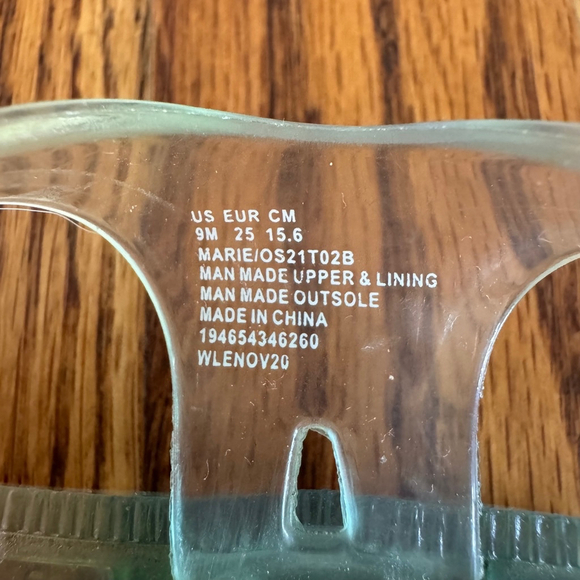 US EUR CM
9M 25 15.6
MARIE/OS21T02B
MAN MADE UPPER & LINING
MAN MADE OUTSOLE
MADE IN CHINA
194654346260
WLENOV20